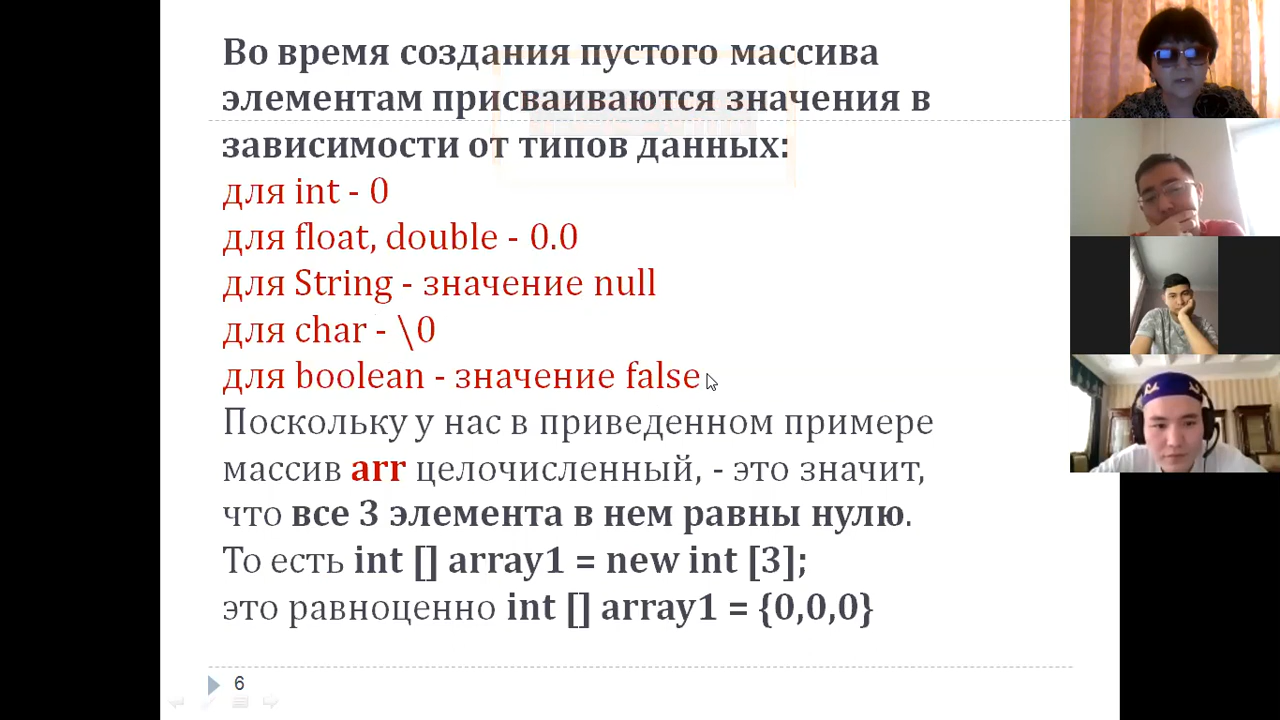 Во время создания пустого массива
элементам присваиваются значения в
зависимости от типов данных:
для int - 0
для float, double - 0.0
для String - значение null
для char - \0
для boolean - значение false
Поскольку у нас в приведенном примере
массив arr целочисленный, - это значит,
что все 3 элемента в нем равны нулю.
То есть int [] array1 = new int [3];
это равноценно int [] array1 = {0,0,0}
6